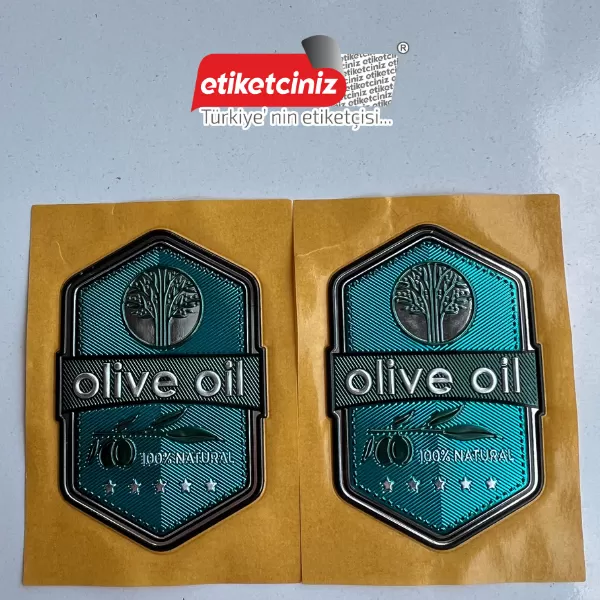 etiketciniz
®
Türkiye' nin etiketçisi...
olive oil
100% NATURAL
olive oil
100% NATURAL